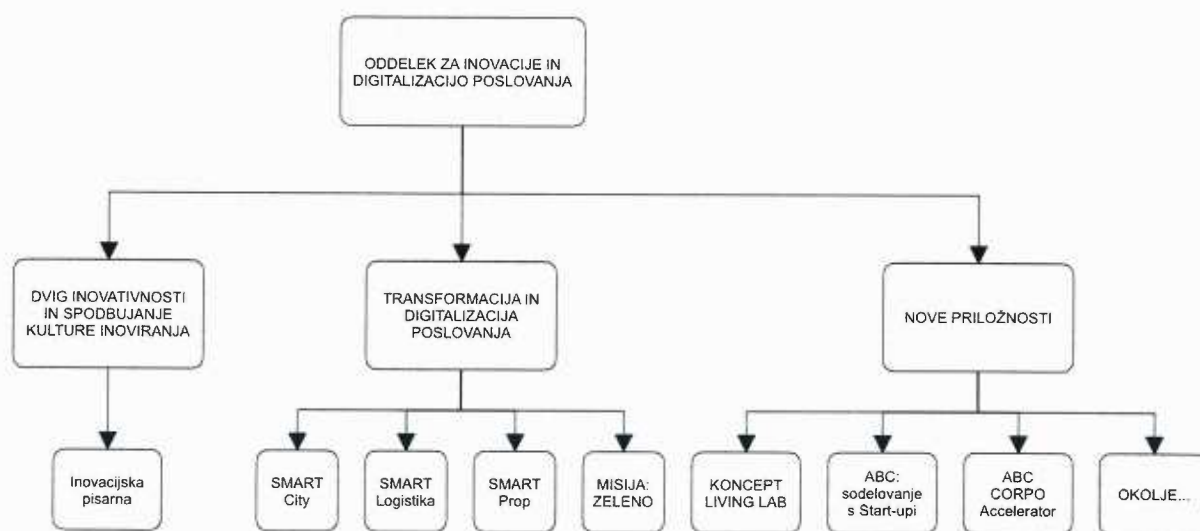 ODDELEK ZA INOVACIJE IN
DIGITALIZACIJO POSLOVANJA
DVIG INOVATIVNOSTI
IN SPODBUJANJE
KULTURE INOVIRANJA
TRANSFORMACIJA IN
DIGITALIZACIJA
POSLOVANJA
NOVE PRILOŽNOSTI
Inovacijska
pisarna
SMART
City
SMART
Logistika
SMART
Prop
MISIJA:
ZELENO
KONCEPT
LIVING LAB
ABC:
sodelovanje
s Start-upi
ABC
CORPO
Accelerator
OKOLJE...